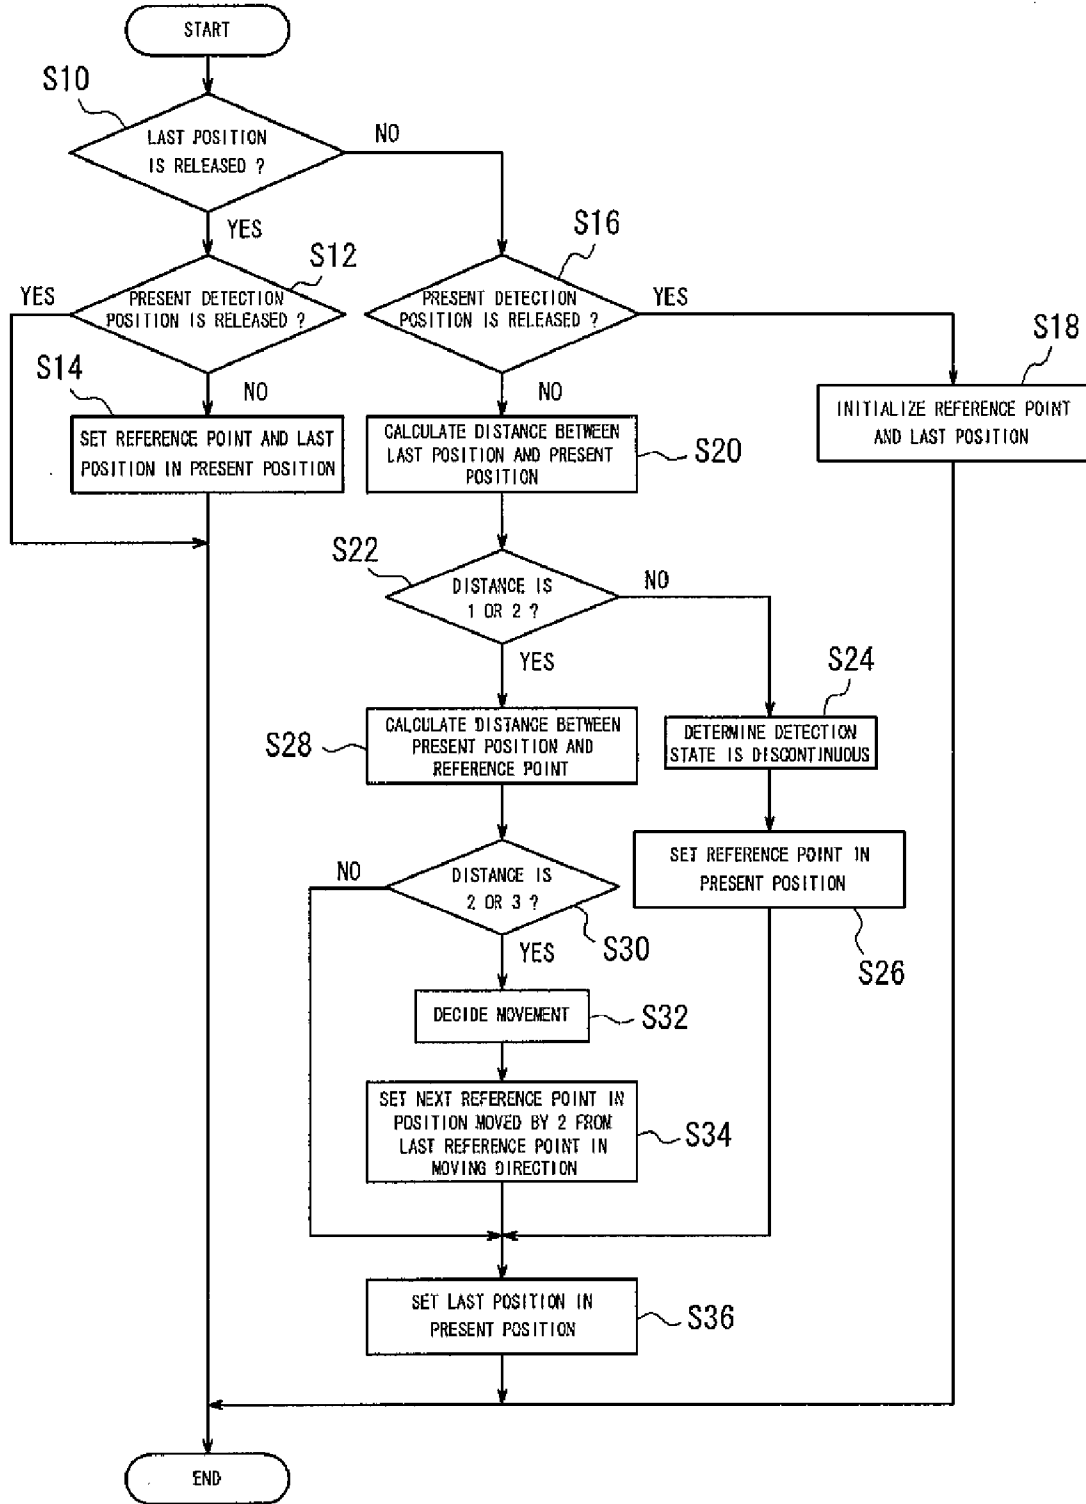 START
S10
LAST POSITION
IS RELEASED ?
NO
YES
S12
S16
YES
PRESENT DETECTION
POSITION IS RELEASED ?
PRESENT DETECTION
POSITION IS RELEASED ?
YES
S18
S14
NO
NO
SET REFERENCE POINT AND LAST
POSITION IN PRESENT POSITION
CALCULATE DISTANCE BETWEEN
LAST POSITION AND PRESENT
POSITION
S20
INITIALIZE REFERENCE POINT
AND LAST POSITION
S22
DISTANCE IS
1 OR 2 ?
NO
YES
S24
S28
CALCULATE DISTANCE BETWEEN
PRESENT POSITION AND
REFERENCE POINT
DETERMINE DETECTION
STATE IS DISCONTINUOUS
NO
DISTANCE IS
2 OR 3 ?
SET REFERENCE POINT IN
PRESENT POSITION
S30
S26
YES
DECIDE MOVEMENT
S32
SET NEXT REFERENCE POINT IN
POSITION MOVED BY 2 FROM
LAST REFERENCE POINT IN
MOVING DIRECTION
S34
SET LAST POSITION IN
PRESENT POSITION
S36
END